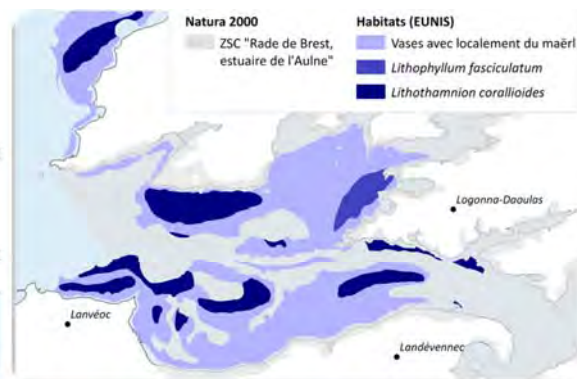 Natura 2000
ZSC "Rade de Brest,
estuaire de l'Aulne"
Habitats (EUNIS)
Vases avec localement du maërl
Lithophyllum fasciculatum
Lithothamnion corallioides
Logonna-Daoulas
Lanvéoc
Landévennec